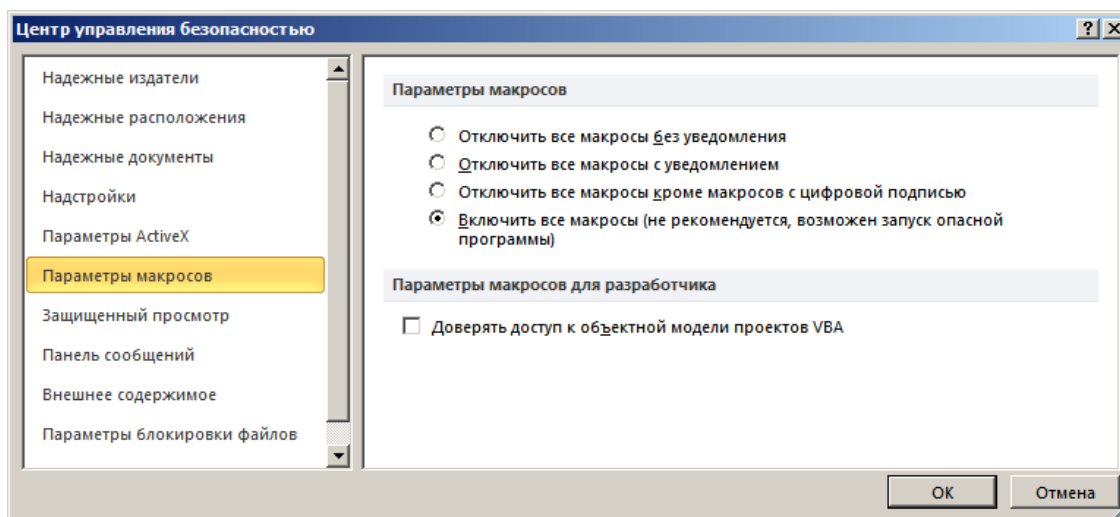 Центр управления безопасностью
Надежные издатели
Надежные расположения
Надежные документы
Надстройки
Параметры ActiveX
Параметры макросов
Защищенный просмотр
Панель сообщений
Внешнее содержимое
Параметры блокировки файлов
Параметры макросов
Отключить все макросы без уведомления
Отключить все макросы с уведомлением
Отключить все макросы кроме макросов с цифровой подписью
Включить все макросы (не рекомендуется, возможен запуск опасной
программы)
Параметры макросов для разработчика
Доверять доступ к объектной модели проектов VBA
ОК
Отмена